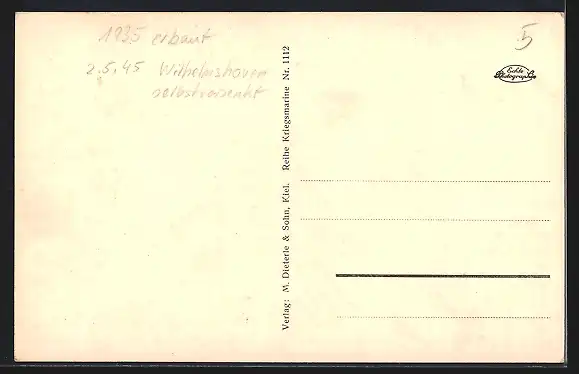 1935 erbaut
2.5.45 Wilhelmshaven
selbstversenkt
5
Echte
Photographie
Verlag: M. Dieterle & Sohn, Kiel. Reihe Kriegsmarine Nr. 1112